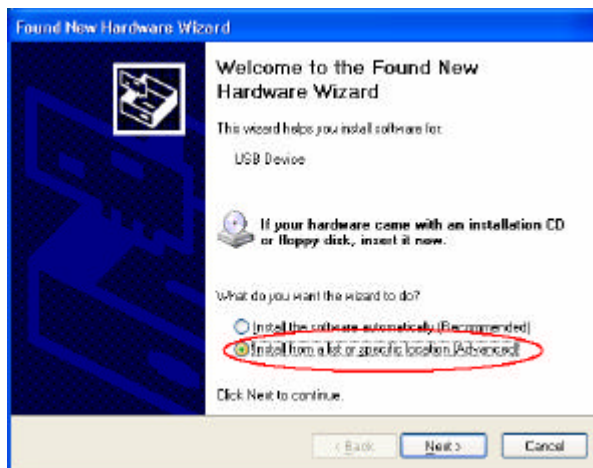 Found New Hardware Wizard
Welcome to the Found New
Hardware Wizard
This wizard helps you install software for:
USB Device
If your hardware came with an installation CD
or floppy disk, insert it now.
What do you want the wizard to do?
Install the software automatically (Recommended)
Install from a list or specific location (Advanced)
Click Next to continue.
< Back
Next >
Cancel